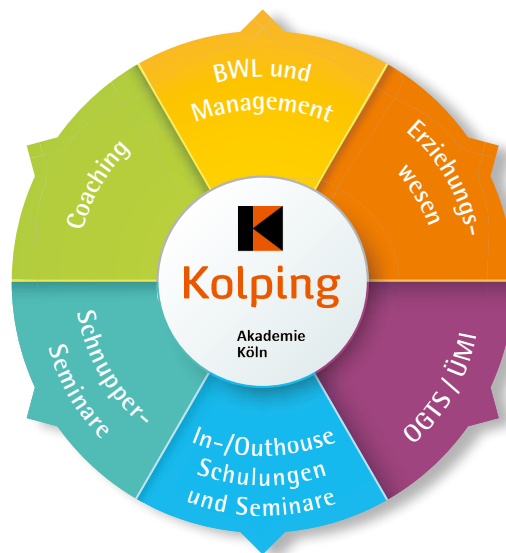 BWL und
Management
Erziehungs-
wesen
OGTS / ÜMI
In-/Outhouse
Schulungen
und Seminare
Schnupper-
Seminare
Coaching
Kolping
Akademie
Köln